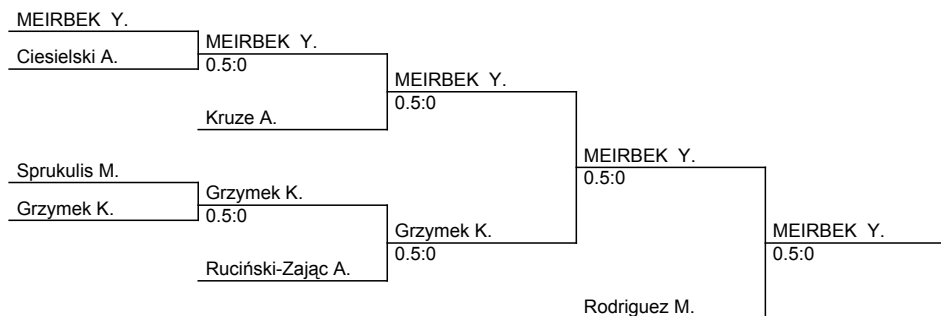 MEIRBEK  Y.
MEIRBEK  Y.
Ciesielski A.
0.5:0
MEIRBEK  Y.
0.5:0
Kruze A.
MEIRBEK  Y.
0.5:0
Sprukulis M.
Grzymek K.
Grzymek K.
0.5:0
Grzymek K.
0.5:0
Ruciński-Zając A.
MEIRBEK  Y.
0.5:0
Rodriguez M.